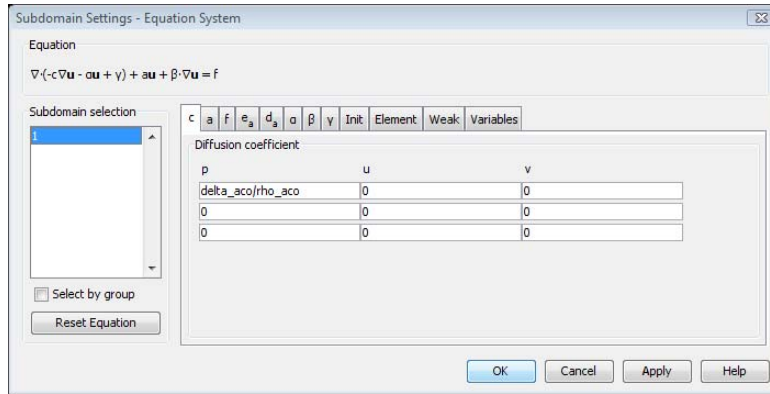 Subdomain Settings - Equation System
Equation
∇·(-c∇u - αu + γ) + au + β·∇u = f
Subdomain selection
1
Select by group
Reset Equation
c a f eₐ dₐ α β γ Init Element Weak Variables
Diffusion coefficient
p u v
delta_aco/rho_aco 0 0
0 0 0
0 0 0
OK Cancel Apply Help